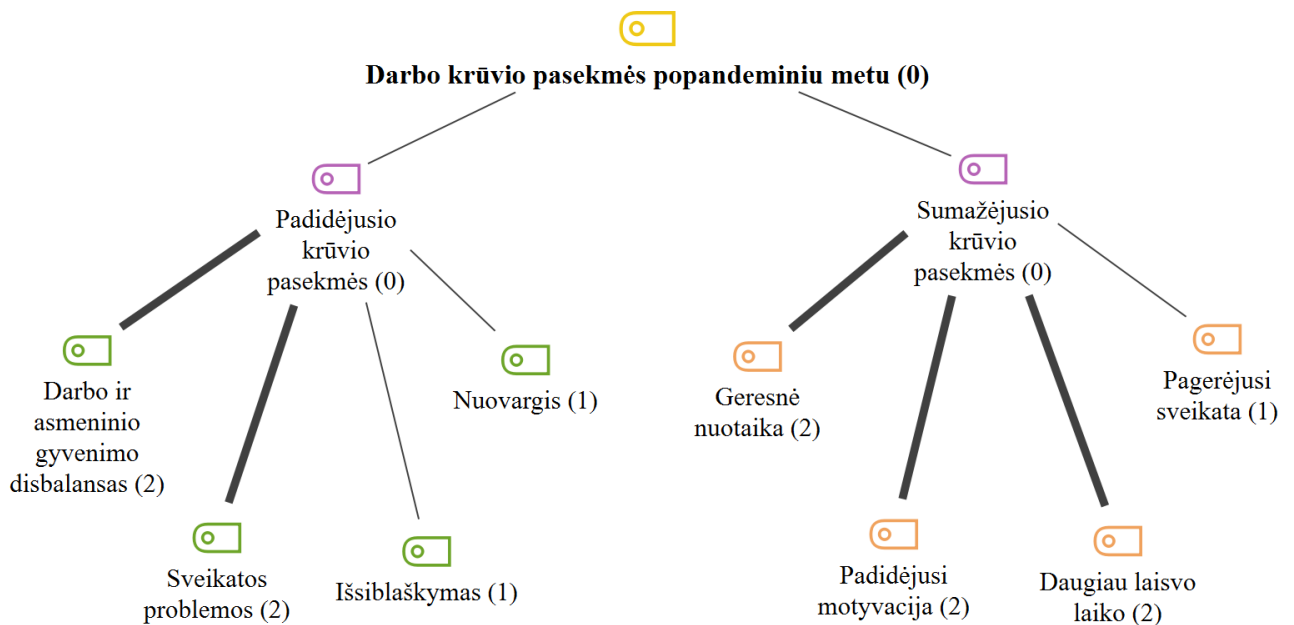 Darbo krūvio pasekmės popandeminiu metu (0)
Padidėjusio
krūvio
pasekmės (0)
Sumažėjusio
krūvio
pasekmės (0)
Darbo ir
asmeninio
gyvenimo
disbalansas (2)
Sveikatos
problemos (2)
Išsiblaškymas (1)
Nuovargis (1)
Geresnė
nuotaika (2)
Padidėjusi
motyvacija (2)
Daugiau laisvo
laiko (2)
Pagerėjusi
sveikata (1)